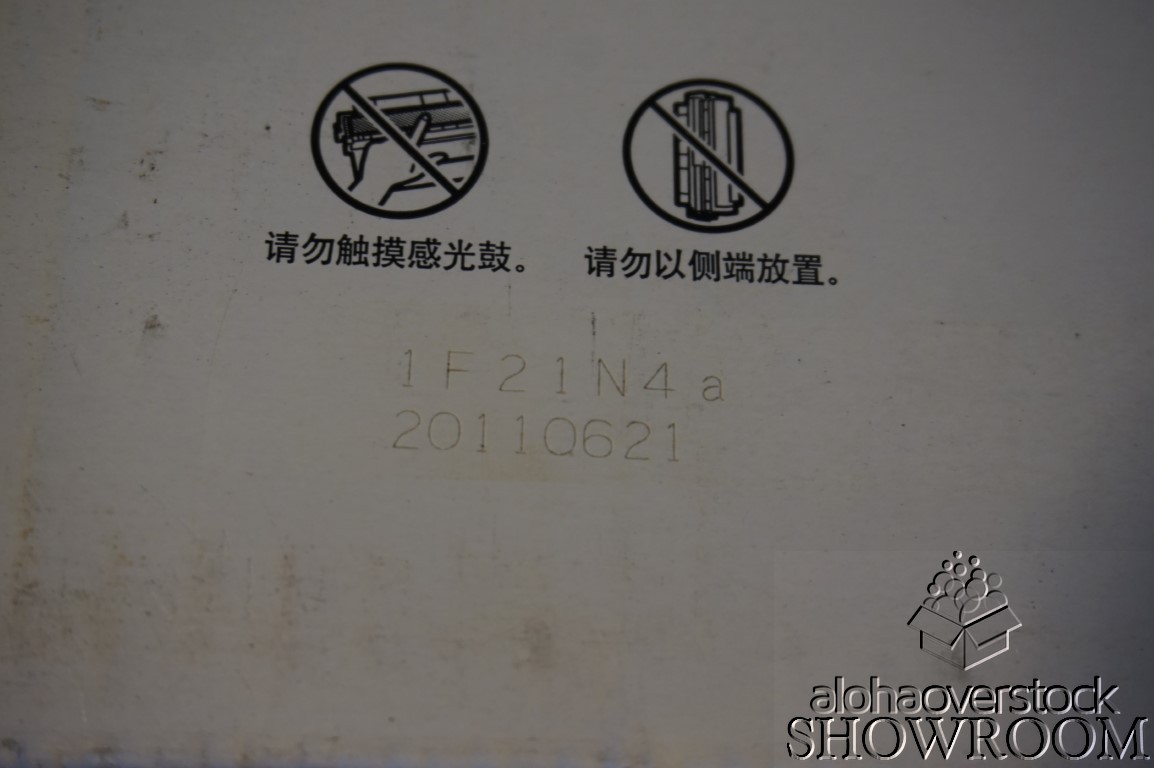 请勿触摸感光鼓。 请勿以侧端放置。
1F21N4a
20110621
alohaoverstock
SHOWROOM